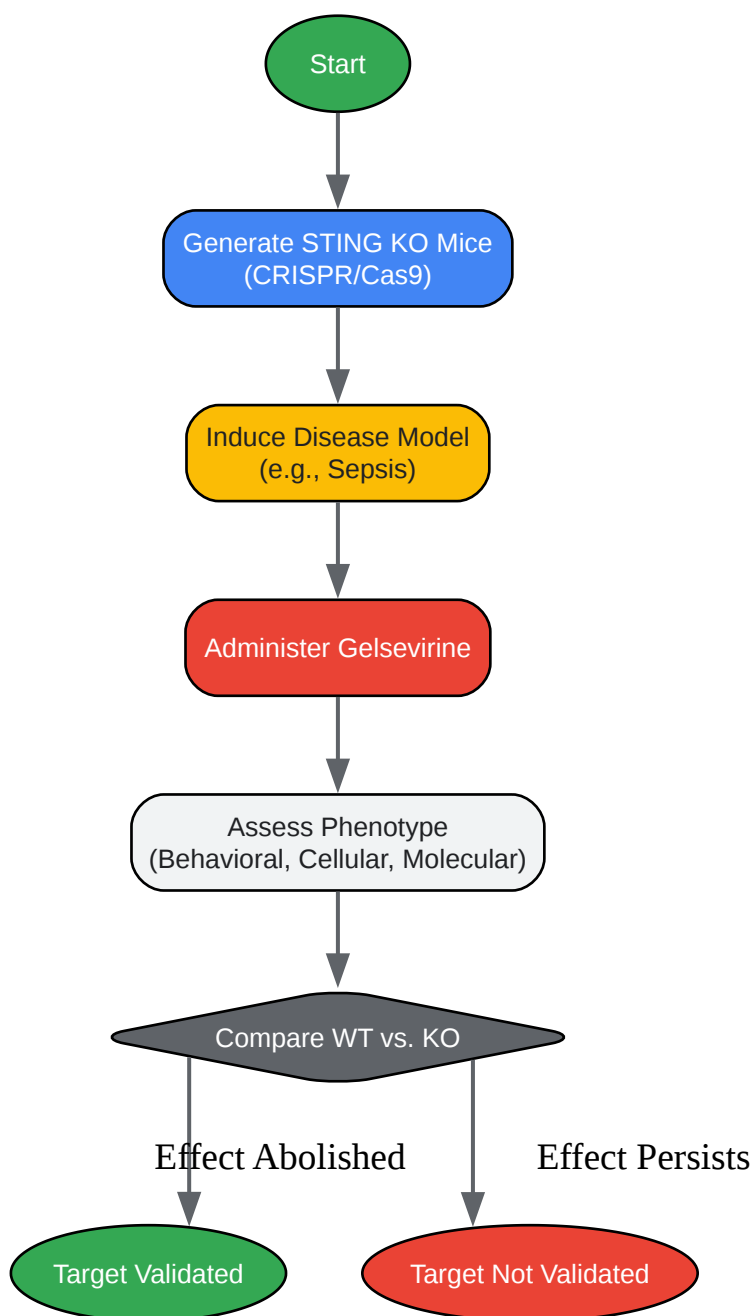 Start
Generate STING KO Mice
(CRISPR/Cas9)
Induce Disease Model
(e.g., Sepsis)
Administer Gelsevirine
Assess Phenotype
(Behavioral, Cellular, Molecular)
Compare WT vs. KO
Effect Abolished
Effect Persists
Target Validated
Target Not Validated